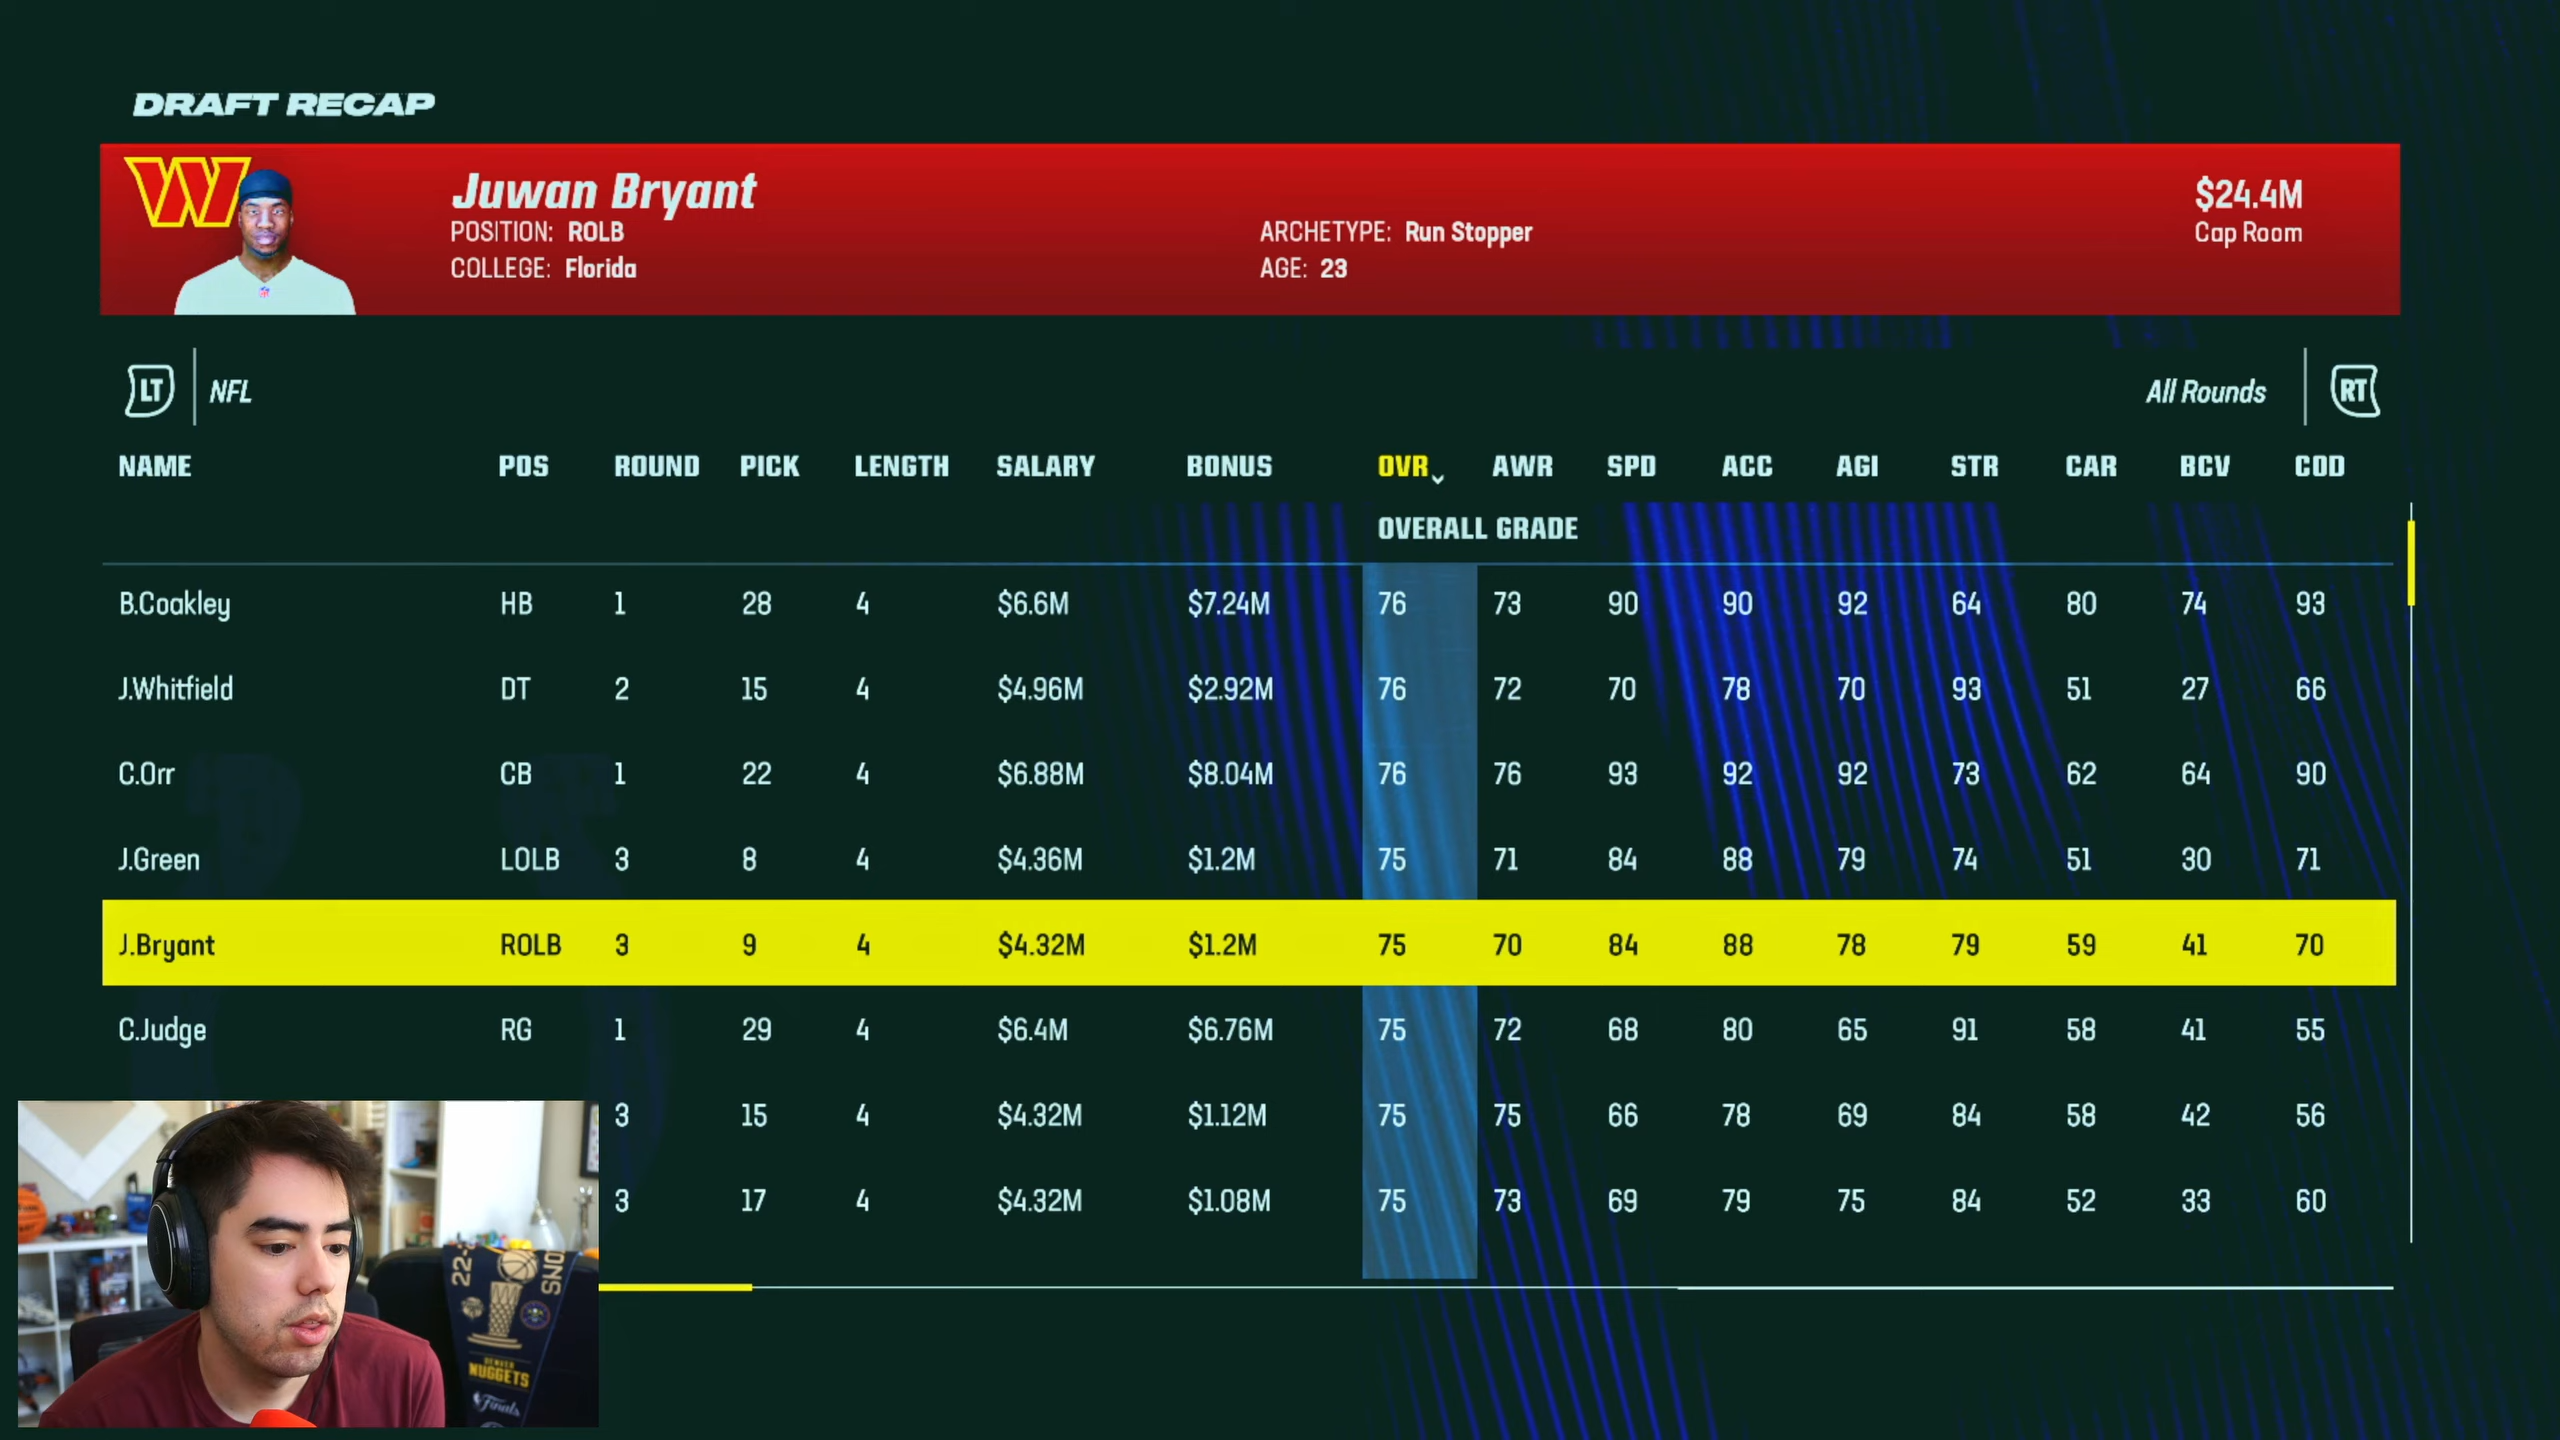 DRAFT RECAP
Juwan Bryant
POSITION: ROLB
COLLEGE: Florida
ARCHETYPE: Run Stopper
AGE: 23
$24.4M
Cap Room
LT NFL
All Rounds RT
NAME POS ROUND PICK LENGTH SALARY BONUS OVR AWR SPD ACC AGI STR CAR BCV COD
OVERALL GRADE
B.Coakley HB 1 28 4 $6.6M $7.24M 76 73 90 90 92 64 80 74 93
J.Whitfield DT 2 15 4 $4.96M $2.92M 76 72 70 78 70 93 51 27 66
C.Orr CB 1 22 4 $6.88M $8.04M 76 76 93 92 92 73 62 64 90
J.Green LOLB 3 8 4 $4.36M $1.2M 75 71 84 88 79 74 51 30 71
J.Bryant ROLB 3 9 4 $4.32M $1.2M 75 70 84 88 78 79 59 41 70
C.Judge RG 1 29 4 $6.4M $6.76M 75 72 68 80 65 91 58 41 55
3 15 4 $4.32M $1.12M 75 75 66 78 69 84 58 42 56
3 17 4 $4.32M $1.08M 75 73 69 79 75 84 52 33 60
22-
ONS
DENVER
NUGGETS
Finals